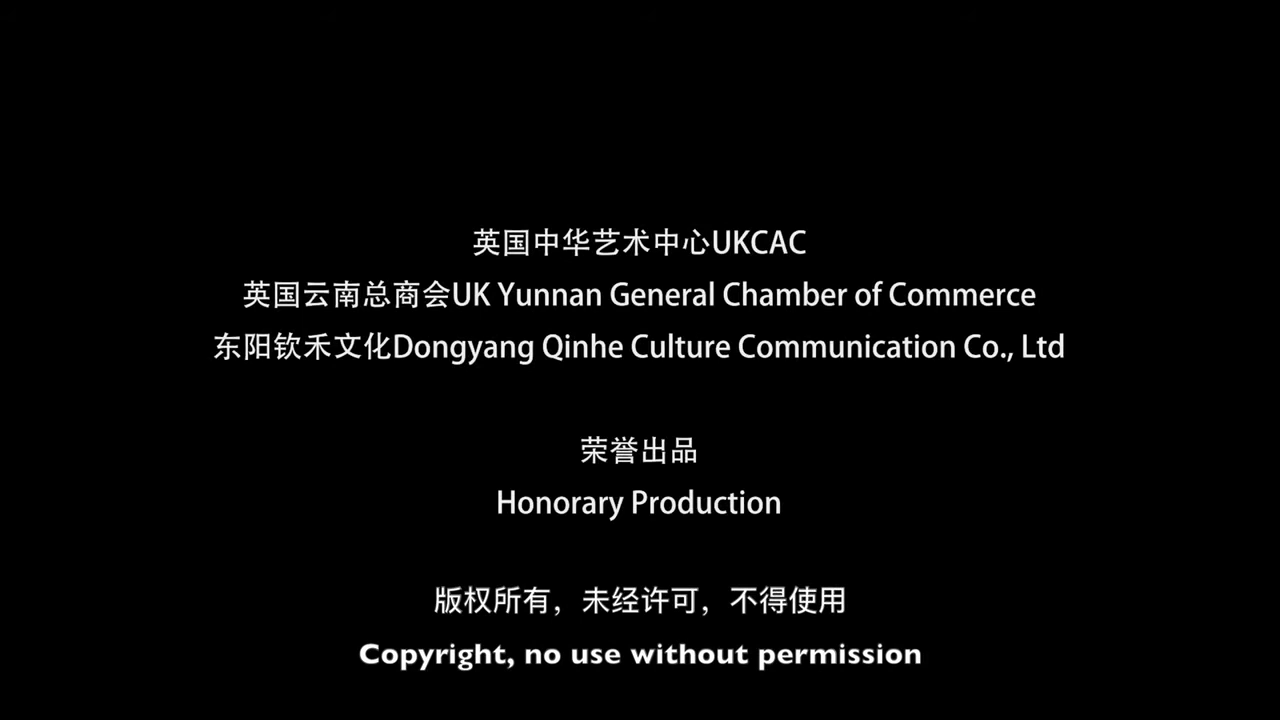 英国中华艺术中心UKCAC
英国云南总商会UK Yunnan General Chamber of Commerce
东阳钦禾文化Dongyang Qinhe Culture Communication Co., Ltd
荣誉出品
Honorary Production
版权所有，未经许可，不得使用
Copyright, no use without permission